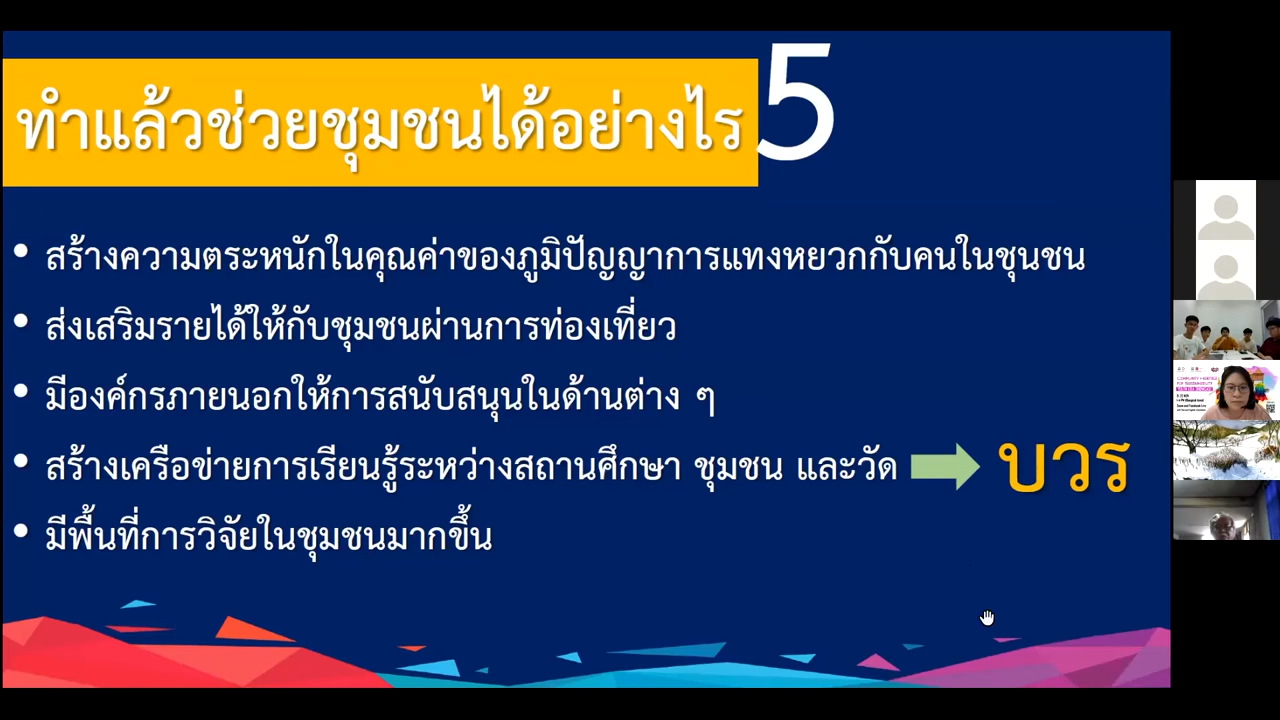 ทำแล้วช่วยชุมชนได้อย่างไร 5
• สร้างความตระหนักในคุณค่าของภูมิปัญญาการแทงหยวกกับคนในชุนชน
• ส่งเสริมรายได้ให้กับชุมชนผ่านการท่องเที่ยว
• มีองค์กรภายนอกให้การสนับสนุนในด้านต่าง ๆ
• สร้างเครือข่ายการเรียนรู้ระหว่างสถานศึกษา ชุมชน และวัด บวร
• มีพื้นที่การวิจัยในชุมชนมากขึ้น